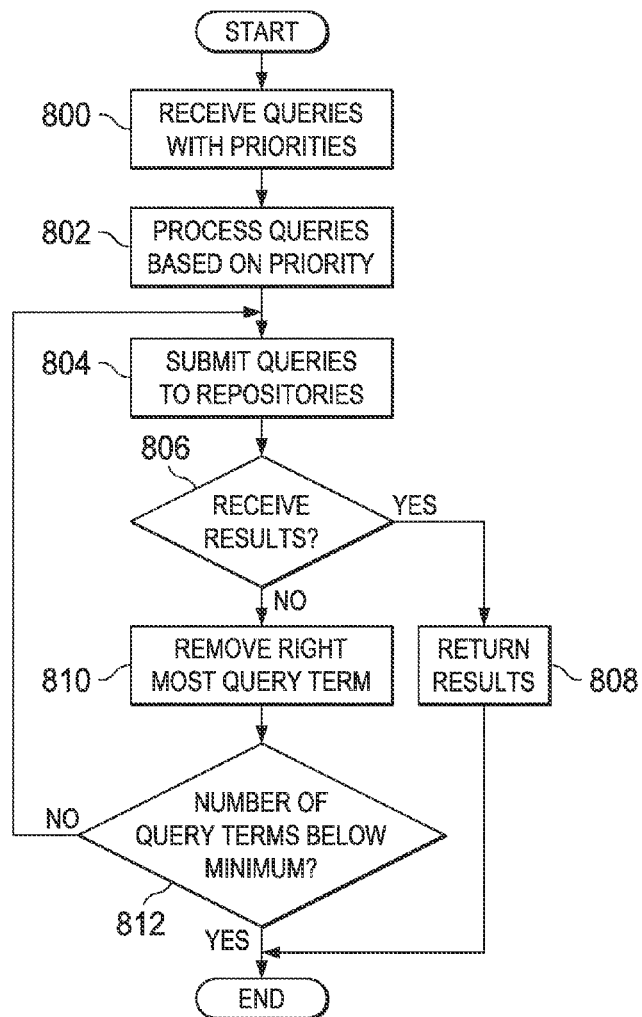 START
800
RECEIVE QUERIES
WITH PRIORITIES
802
PROCESS QUERIES
BASED ON PRIORITY
804
SUBMIT QUERIES
TO REPOSITORIES
806
RECEIVE
RESULTS?
YES
NO
810
REMOVE RIGHT
MOST QUERY TERM
RETURN
RESULTS
808
NO
NUMBER OF
QUERY TERMS BELOW
MINIMUM?
812
YES
END